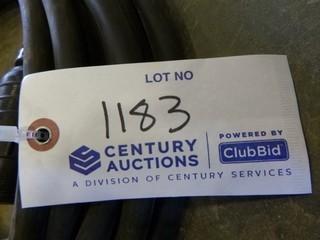 LOT NO
1183
CENTURY AUCTIONS
POWERED BY
ClubBid
A DIVISION OF CENTURY SERVICES